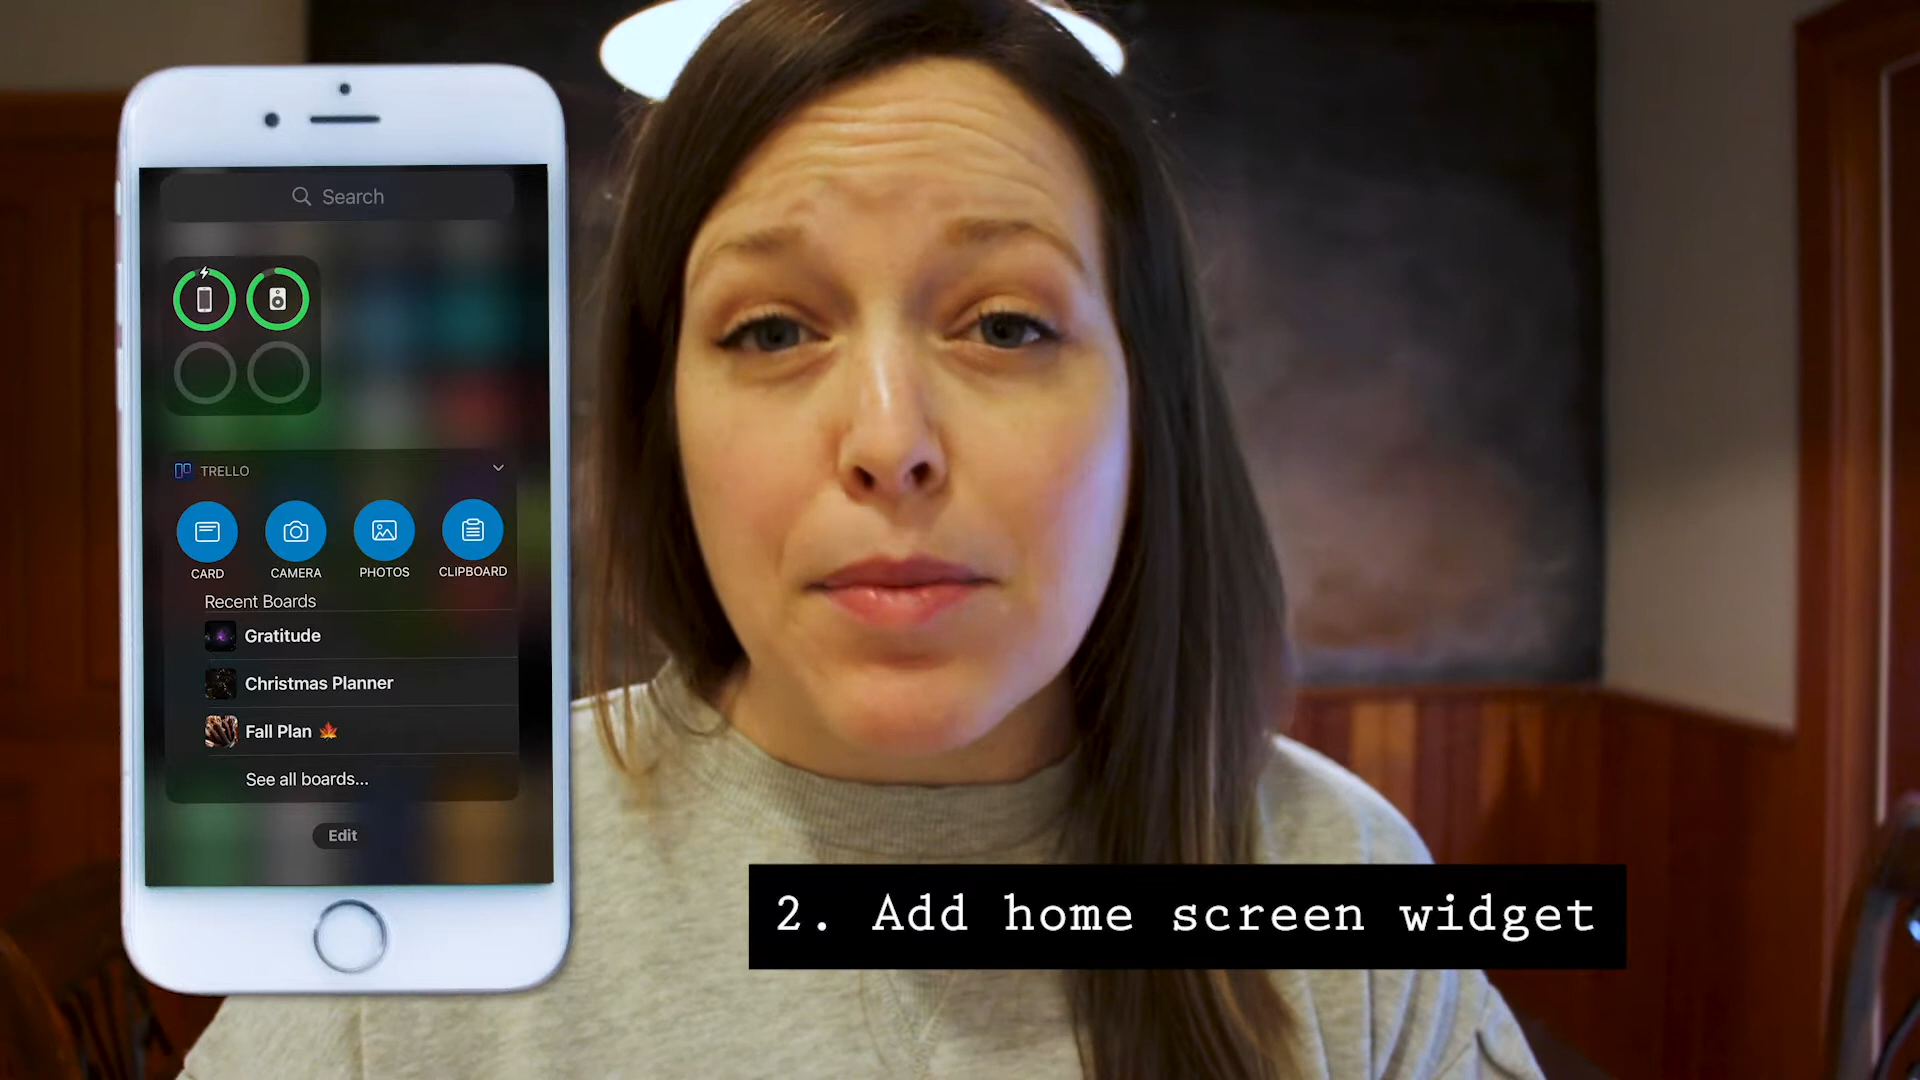 Search
TRELLO
CARD CAMERA PHOTOS CLIPBOARD
Recent Boards
Gratitude
Christmas Planner
Fall Plan 🍁
See all boards...
Edit
2. Add home screen widget